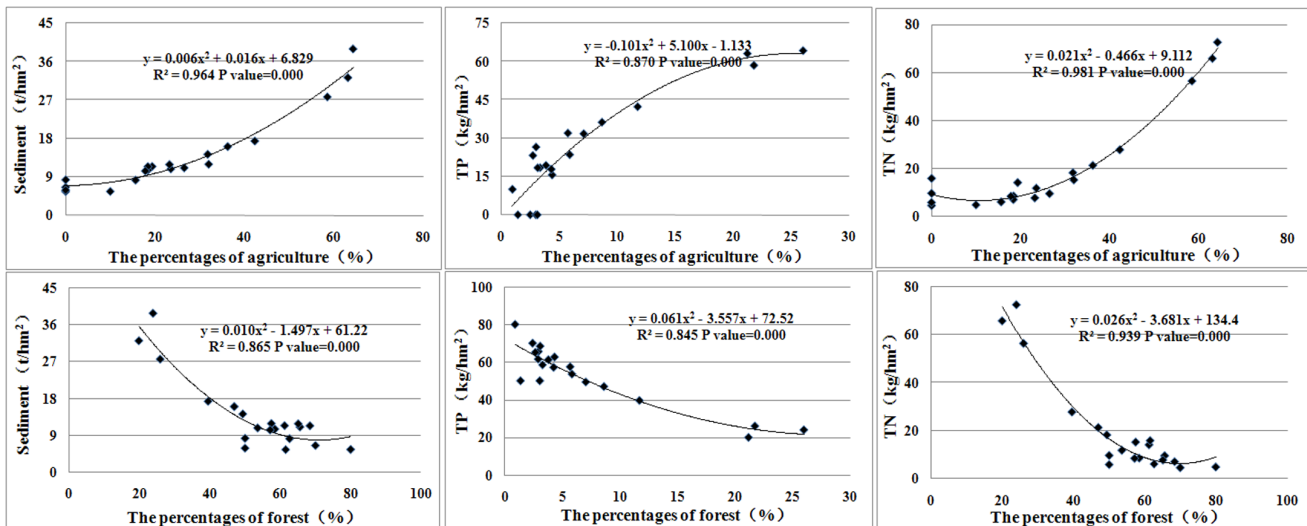 45
36
27
18
9
0
Sediment（t/hm²）
y = 0.006x² + 0.016x + 6.829
R² = 0.964 P value=0.000
0 20 40 60 80
The percentages of agriculture（%）
75
60
45
30
15
0
TP（kg/hm²）
y = -0.101x² + 5.100x - 1.133
R² = 0.870 P value=0.000
0 5 10 15 20 25 30
The percentages of agriculture（%）
80
60
40
20
0
TN（kg/hm²）
y = 0.021x² - 0.466x + 9.112
R² = 0.981 P value=0.000
0 20 40 60 80
The percentages of agriculture（%）
45
36
27
18
9
0
Sediment（t/hm²）
y = 0.010x² - 1.497x + 61.22
R² = 0.865 P value=0.000
0 20 40 60 80 100
The percentages of forest（%）
100
80
60
40
20
0
TP（kg/hm²）
y = 0.061x² - 3.557x + 72.52
R² = 0.845 P value=0.000
0 5 10 15 20 25 30
The percentages of forest（%）
80
60
40
20
0
TN（kg/hm²）
y = 0.026x² - 3.681x + 134.4
R² = 0.939 P value=0.000
0 20 40 60 80 100
The percentages of forest（%）